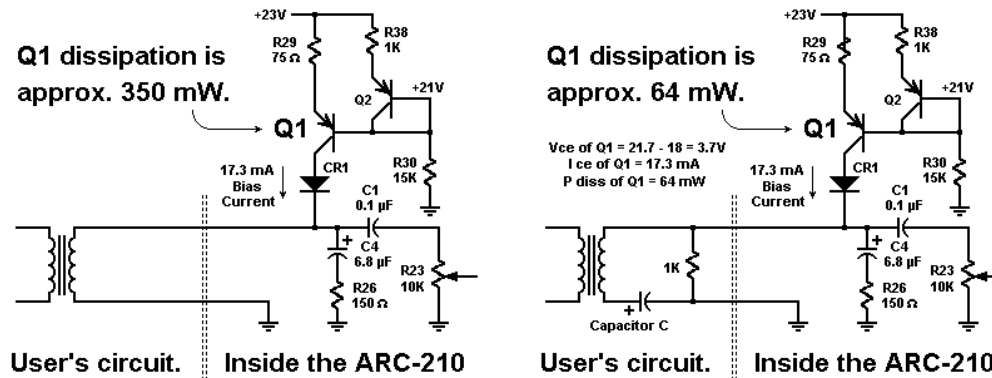 +23V
R38
1K
R29
75 Ω
Q1 dissipation is
approx. 350 mW.
+21V
Q2
Q1
17.3 mA
Bias
Current
CR1
R30
15K
C1
0.1 µF
+
C4
6.8 µF
R23
10K
R26
150 Ω
User's circuit.
Inside the ARC-210
+23V
R38
1K
R29
75 Ω
Q1 dissipation is
approx. 64 mW.
+21V
Q2
Q1
Vce of Q1 = 21.7 - 18 = 3.7V
I ce of Q1 = 17.3 mA
P diss of Q1 = 64 mW
17.3 mA
Bias
Current
CR1
R30
15K
C1
0.1 µF
+
C4
6.8 µF
1K
R23
10K
R26
150 Ω
+
Capacitor C
User's circuit.
Inside the ARC-210